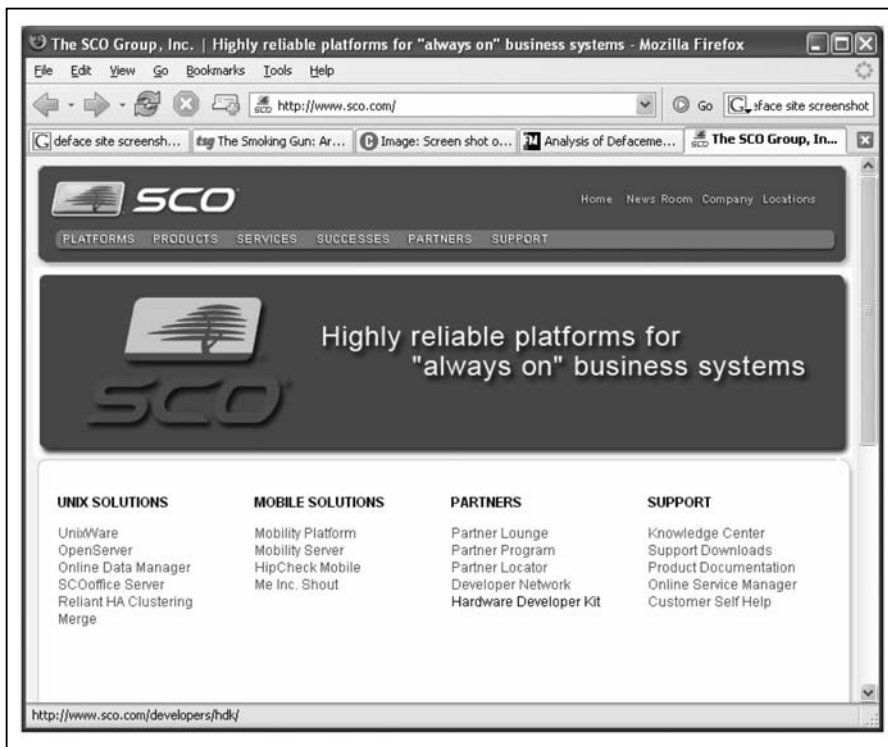 The SCO Group, Inc. | Highly reliable platforms for "always on" business systems - Mozilla Firefox
File Edit View Go Bookmarks Tools Help
SCO http://www.sco.com/ Go G eface site screenshot
G deface site screensh... tsg The Smoking Gun: Ar... C Image: Screen shot o... Analysis of Defaceme... SCO The SCO Group, In...
SCO Home News Room Company Locations
PLATFORMS PRODUCTS SERVICES SUCCESSES PARTNERS SUPPORT
Highly reliable platforms for
"always on" business systems
SCO
UNIX SOLUTIONS MOBILE SOLUTIONS PARTNERS SUPPORT
UnixWare Mobility Platform Partner Lounge Knowledge Center
OpenServer Mobility Server Partner Program Support Downloads
Online Data Manager HipCheck Mobile Partner Locator Product Documentation
SCOoffice Server Me Inc. Shout Developer Network Online Service Manager
Reliant HA Clustering Hardware Developer Kit Customer Self Help
Merge
http://www.sco.com/developers/hdk/